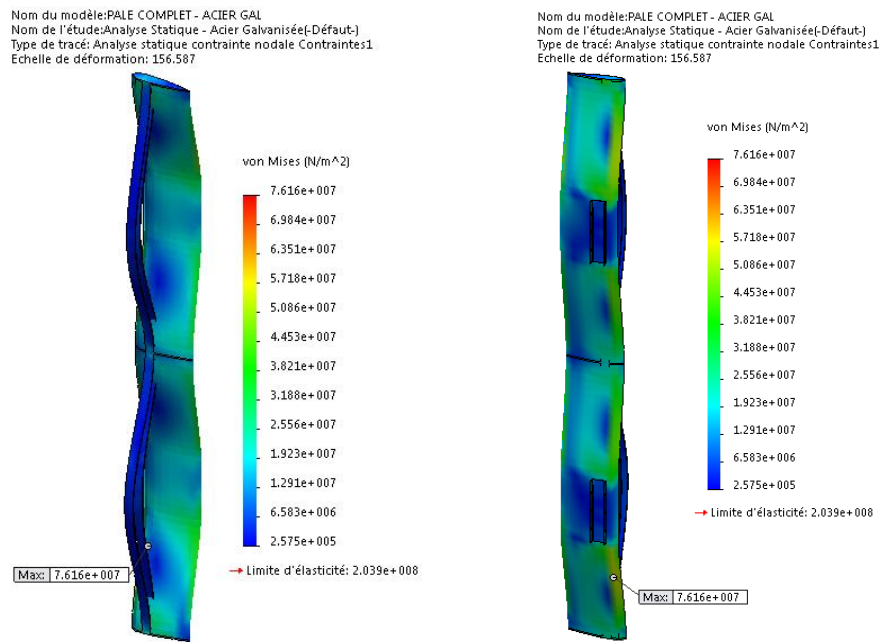 Nom du modèle:PALE COMPLET - ACIER GAL
Nom de l'étude:Analyse Statique - Acier Galvanisée(-Défaut-)
Type de tracé: Analyse statique contrainte nodale Contraintes1
Echelle de déformation: 156.587
von Mises (N/m^2)
7.616e+007
6.984e+007
6.351e+007
5.718e+007
5.086e+007
4.453e+007
3.821e+007
3.188e+007
2.556e+007
1.923e+007
1.291e+007
6.583e+006
2.575e+005
Limite d'élasticité: 2.039e+008
Max: 7.616e+007
Nom du modèle:PALE COMPLET - ACIER GAL
Nom de l'étude:Analyse Statique - Acier Galvanisée(-Défaut-)
Type de tracé: Analyse statique contrainte nodale Contraintes1
Echelle de déformation: 156.587
von Mises (N/m^2)
7.616e+007
6.984e+007
6.351e+007
5.718e+007
5.086e+007
4.453e+007
3.821e+007
3.188e+007
2.556e+007
1.923e+007
1.291e+007
6.583e+006
2.575e+005
Limite d'élasticité: 2.039e+008
Max: 7.616e+007